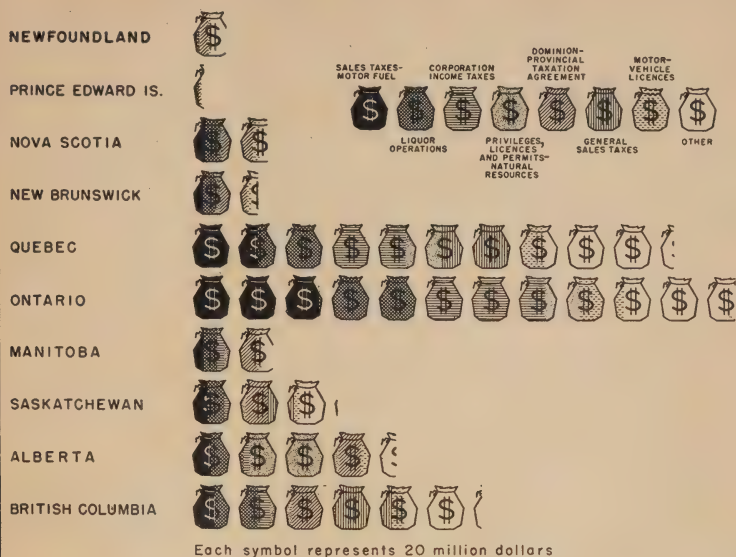 NEWFOUNDLAND
PRINCE EDWARD IS.
NOVA SCOTIA
NEW BRUNSWICK
QUEBEC
ONTARIO
MANITOBA
SASKATCHEWAN
ALBERTA
BRITISH COLUMBIA
SALES TAXES-
MOTOR FUEL
CORPORATION
INCOME TAXES
DOMINION-
PROVINCIAL
TAXATION
AGREEMENT
MOTOR-
VEHICLE
LICENCES
LIQUOR
OPERATIONS
PRIVILEGES,
LICENCES
AND PERMITS-
NATURAL
RESOURCES
GENERAL
SALES TAXES
OTHER
Each symbol represents 20 million dollars